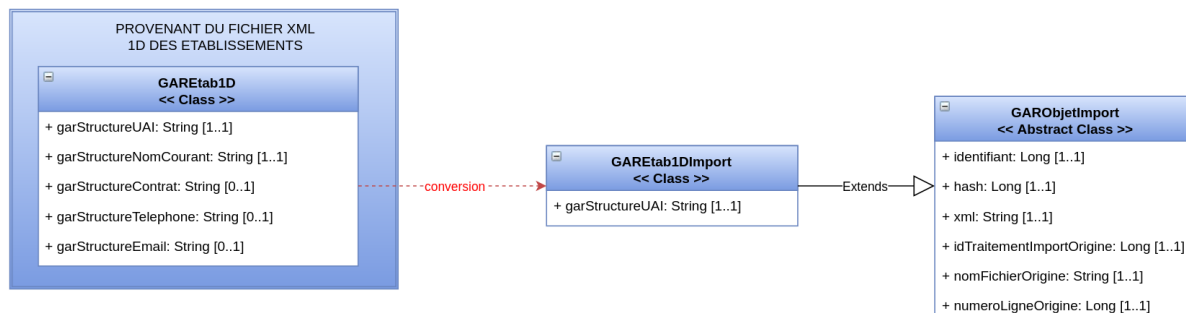 PROVENANT DU FICHIER XML
1D DES ETABLISSEMENTS
GAREtab1D
<< Class >>
+ garStructureUAI: String [1..1]
+ garStructureNomCourant: String [1..1]
+ garStructureContrat: String [0..1]
+ garStructureTelephone: String [0..1]
+ garStructureEmail: String [0..1]
conversion
GAREtab1DImport
<< Class >>
+ garStructureUAI: String [1..1]
Extends
GARObjetImport
<< Abstract Class >>
+ identifiant: Long [1..1]
+ hash: Long [1..1]
+ xml: String [1..1]
+ idTraitementImportOrigine: Long [1..1]
+ nomFichierOrigine: String [1..1]
+ numeroLigneOrigine: Long [1..1]